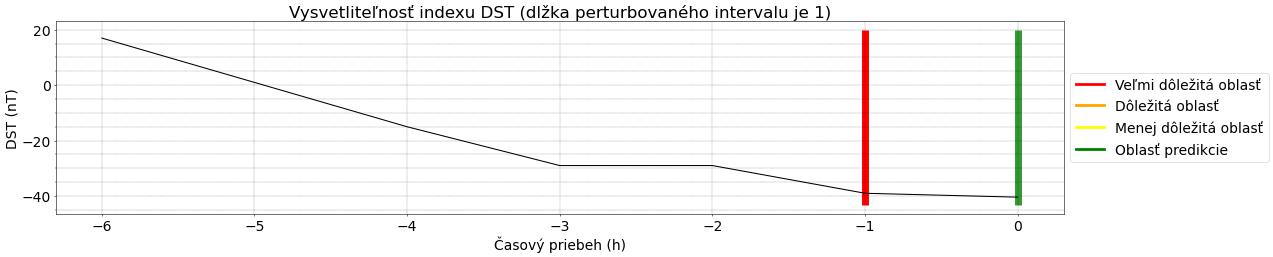 Vysvetliteľnosť indexu DST (dĺžka perturbovaného intervalu je 1)
20
0
−20
−40
DST (nT)
−6 −5 −4 −3 −2 −1 0
Časový priebeh (h)
Veľmi dôležitá oblasť
Dôležitá oblasť
Menej dôležitá oblasť
Oblasť predikcie